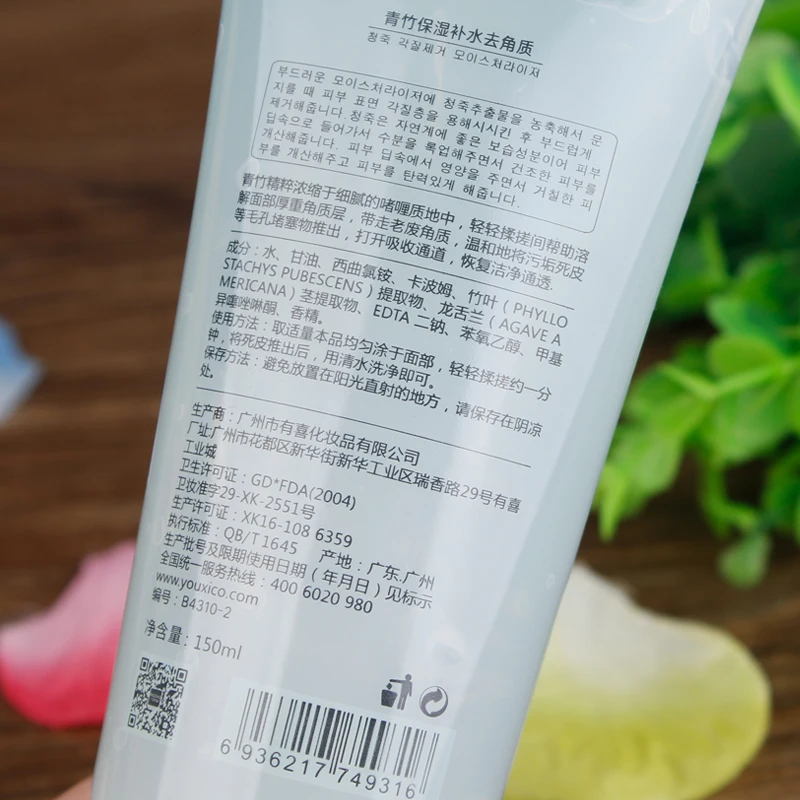 青竹保湿补水去角质
청죽 각질제거 모이스처라이저
부드러운 모이스처라이저에 청죽추출물을 농축해서 문
지를 때 피부 표면 각질층을 용해시시킨 후 부드럽게
제거해줍니다.청죽은 자연계에 좋은 보습성분이어 피부
딥속으로 들어가서 수분을 록업해주면서 건조한 피부를
개산해줍니다. 피부 딥속에서 영양을 주면서 거칠한 피
부를 개산해주고 피부를 탄력있게 해줍니다.
青竹精粹浓缩于细腻的啫喱质地中，轻轻揉搓间帮助溶
解面部厚重角质层，带走老废角质，温和地将污垢死皮
等毛孔堵塞物推出，打开吸收通道，恢复洁净通透.
成分：水、甘油、西曲氯铵、卡波姆、竹叶（PHYLLO
STACHYS PUBESCENS）提取物、龙舌兰（AGAVE A
MERICANA）茎提取物、EDTA 二钠、苯氧乙醇、甲基
异噻唑啉酮、香精。
使用方法：取适量本品均匀涂于面部，轻轻揉搓约一分
钟，将死皮推出后，用清水洗净即可。
保存方法：避免放置在阳光直射的地方，请保存在阴凉
处。
生产商：广州市有喜化妆品有限公司
厂址:广州市花都区新华街新华工业区瑞香路29号有喜
工业城
卫生许可证：GD*FDA(2004)
卫妆准字29-XK-2551号
生产许可证：XK16-108 6359
执行标准：QB/T 1645 产地：广东.广州
生产批号及限期使用日期（年月日）见标示
全国统一服务热线：400 6020 980
www.youxico.com
编号：B4310-2
净含量：150ml
6 936217 749316